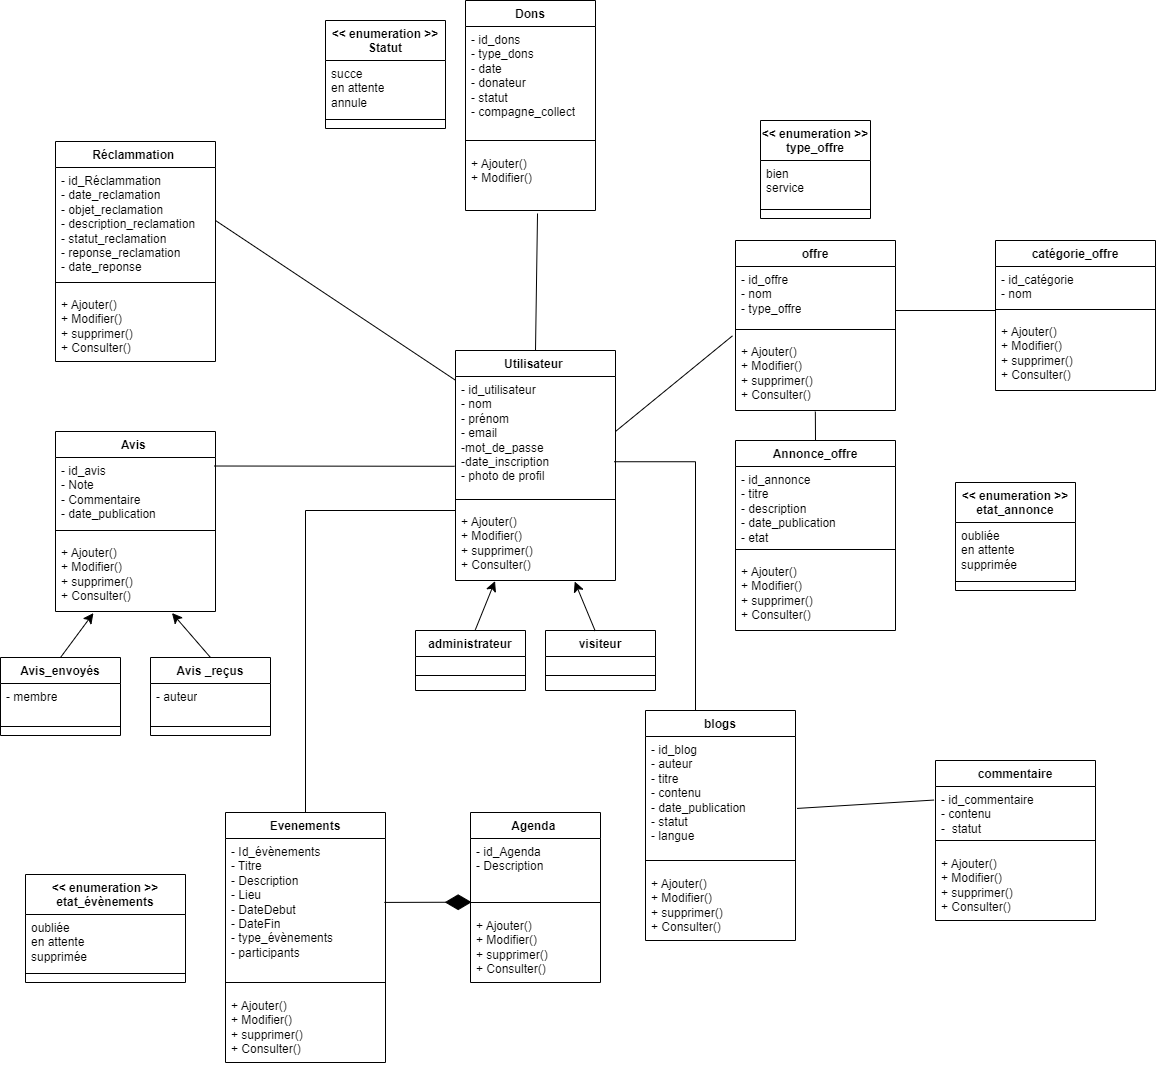 Dons
- id_dons
- type_dons
- date
- donateur
- statut
- compagne_collect
+ Ajouter()
+ Modifier()
<< enumeration >>
Statut
succe
en attente
annule
<< enumeration >>
type_offre
bien
service
Réclammation
- id_Réclammation
- date_reclamation
- objet_reclamation
- description_reclamation
- statut_reclamation
- reponse_reclamation
- date_reponse
+ Ajouter()
+ Modifier()
+ supprimer()
+ Consulter()
offre
- id_offre
- nom
- type_offre
+ Ajouter()
+ Modifier()
+ supprimer()
+ Consulter()
catégorie_offre
- id_catégorie
- nom
+ Ajouter()
+ Modifier()
+ supprimer()
+ Consulter()
Utilisateur
- id_utilisateur
- nom
- prénom
- email
-mot_de_passe
-date_inscription
- photo de profil
+ Ajouter()
+ Modifier()
+ supprimer()
+ Consulter()
Avis
- id_avis
- Note
- Commentaire
- date_publication
+ Ajouter()
+ Modifier()
+ supprimer()
+ Consulter()
Annonce_offre
- id_annonce
- titre
- description
- date_publication
- etat
+ Ajouter()
+ Modifier()
+ supprimer()
+ Consulter()
<< enumeration >>
etat_annonce
oubliée
en attente
supprimée
administrateur
visiteur
Avis_envoyés
- membre
Avis _reçus
- auteur
blogs
- id_blog
- auteur
- titre
- contenu
- date_publication
- statut
- langue
+ Ajouter()
+ Modifier()
+ supprimer()
+ Consulter()
commentaire
- id_commentaire
- contenu
- statut
+ Ajouter()
+ Modifier()
+ supprimer()
+ Consulter()
Evenements
- Id_évènements
- Titre
- Description
- Lieu
- DateDebut
- DateFin
- type_évènements
- participants
+ Ajouter()
+ Modifier()
+ supprimer()
+ Consulter()
Agenda
- id_Agenda
- Description
+ Ajouter()
+ Modifier()
+ supprimer()
+ Consulter()
<< enumeration >>
etat_évènements
oubliée
en attente
supprimée